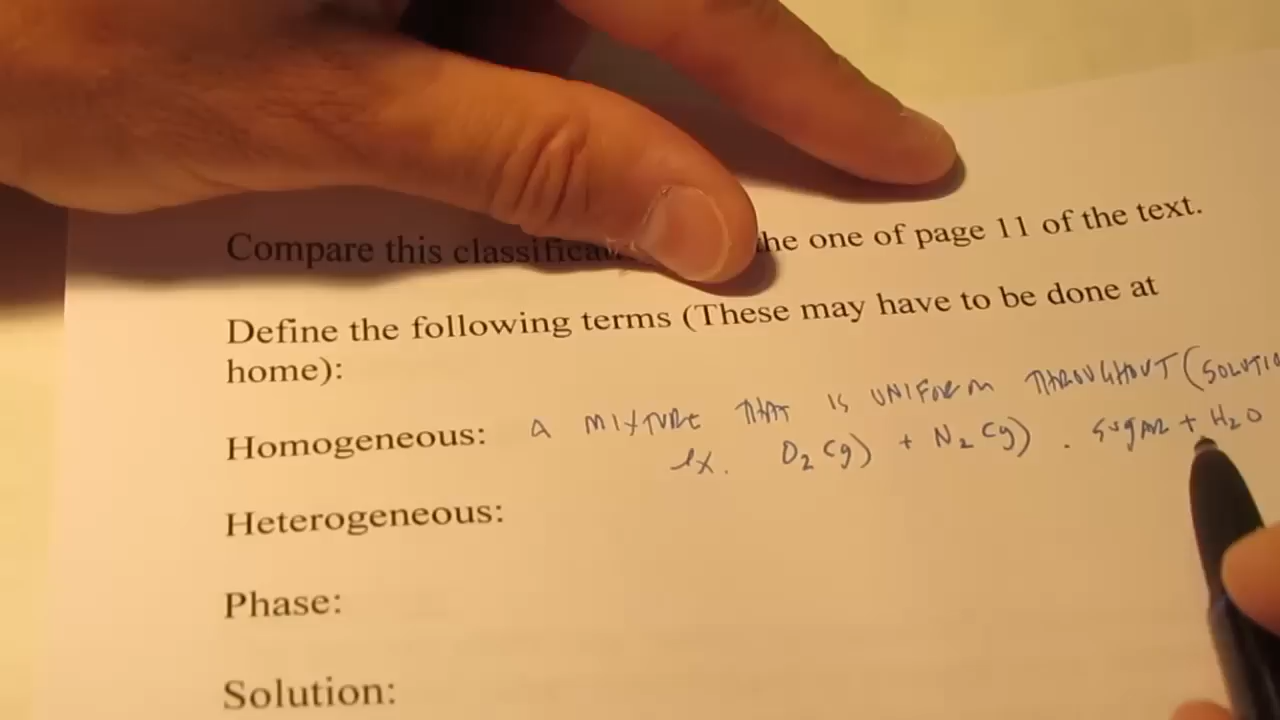 Compare this classifica he one of page 11 of the text.
Define the following terms (These may have to be done at
home):
Homogeneous: A MIXTURE THAT IS UNIFORM THROUGHOUT (SOLUTIO
ex. O₂(g) + N₂(g) . SUGAR + H₂O
Heterogeneous:
Phase:
Solution: